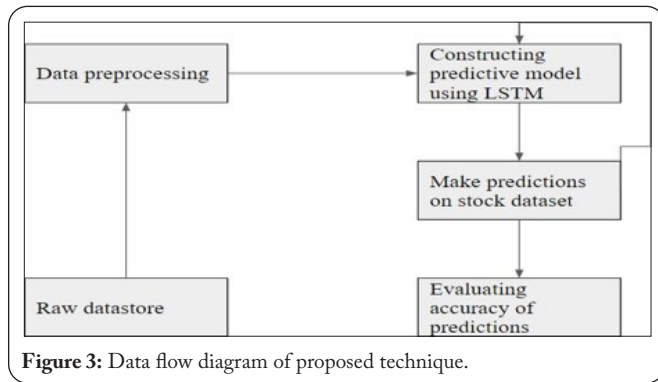 Data preprocessing
Constructing
predictive model
using LSTM
Make predictions
on stock dataset
Raw datastore
Evaluating
accuracy of
predictions
Figure 3: Data flow diagram of proposed technique.